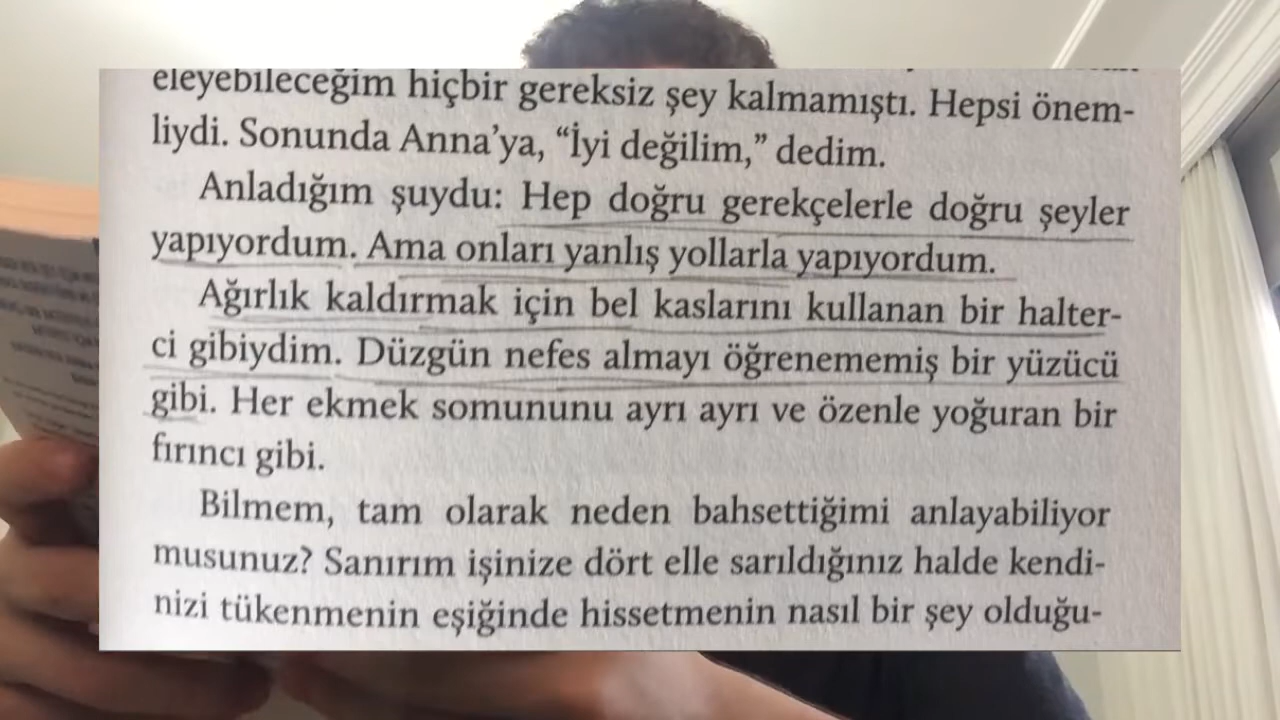 eleyebileceğim hiçbir gereksiz şey kalmamıştı. Hepsi önem-
liydi. Sonunda Anna’ya, “İyi değilim,” dedim.
Anladığım şuydu: Hep doğru gerekçelerle doğru şeyler
yapıyordum. Ama onları yanlış yollarla yapıyordum.
Ağırlık kaldırmak için bel kaslarını kullanan bir halter-
ci gibiydim. Düzgün nefes almayı öğrenememiş bir yüzücü
gibi. Her ekmek somununu ayrı ayrı ve özenle yoğuran bir
fırıncı gibi.
Bilmem, tam olarak neden bahsettiğimi anlayabiliyor
musunuz? Sanırım işinize dört elle sarıldığınız halde kendi-
nizi tükenmenin eşiğinde hissetmenin nasıl bir şey olduğu-